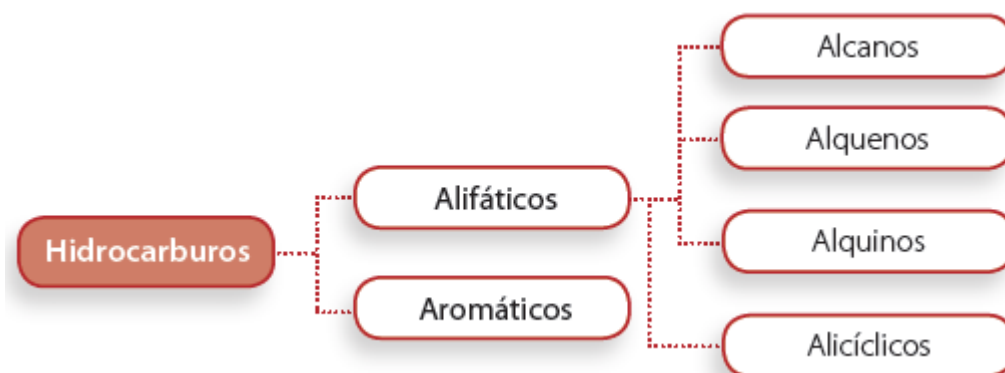 Hidrocarburos
Alifáticos
Aromáticos
Alcanos
Alquenos
Alquinos
Alicíclicos